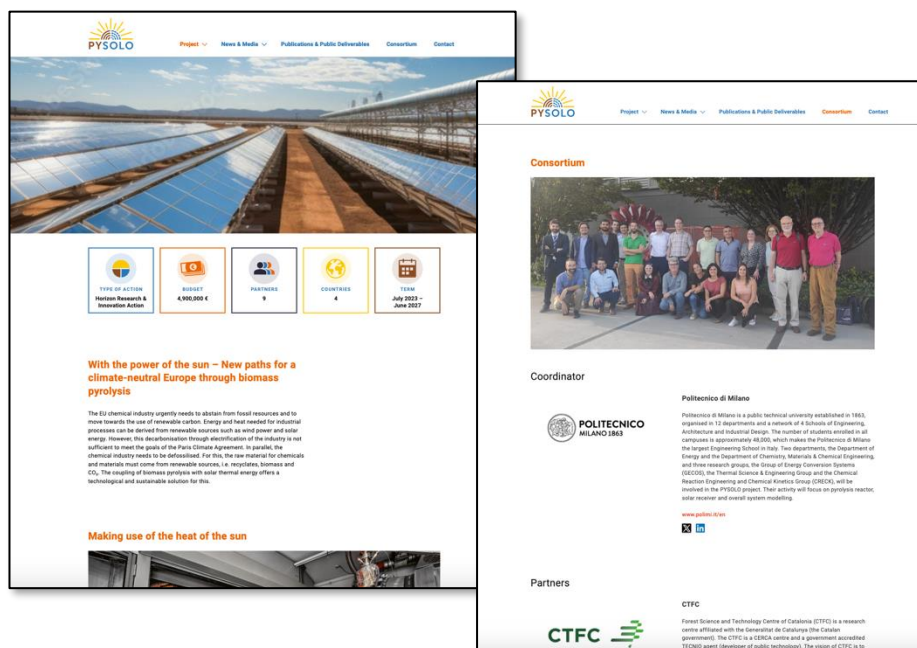 PYSOLO
Project
News & Media
Publications & Public Deliverables
Consortium
Contact
TYPE OF ACTION
Horizon Research &
Innovation Action
BUDGET
4,900,000 €
PARTNERS
9
COUNTRIES
4
TERM
July 2023 –
June 2027
With the power of the sun – New paths for a
climate-neutral Europe through biomass
pyrolysis
The EU chemical industry urgently needs to abstain from fossil resources and to
move towards the use of renewable carbon. Energy and heat needed for industrial
processes can be derived from renewable sources such as wind power and solar
energy. However, this decarbonisation through electrification of the industry is not
sufficient to meet the goals of the Paris Climate Agreement. In parallel, the
chemical industry needs to be defossilised. For this, the raw material for chemicals
and materials must come from renewable sources, i.e. recyclates, biomass and
CO₂. The coupling of biomass pyrolysis with solar thermal energy offers a
technological and sustainable solution for this.
Making use of the heat of the sun
PYSOLO
Project
News & Media
Publications & Public Deliverables
Consortium
Contact
Consortium
Coordinator
POLITECNICO
MILANO 1863
Politecnico di Milano
Politecnico di Milano is a public technical university established in 1863,
organised in 12 departments and a network of 4 Schools of Engineering,
Architecture and Industrial Design. The number of students enrolled in all
campuses is approximately 48,000, which makes the Politecnico di Milano
the largest Engineering School in Italy. Two departments, the Department of
Energy and the Department of Chemistry, Materials & Chemical Engineering,
and three research groups, the Group of Energy Conversion Systems
(GECOS), the Thermal Science & Engineering Group and the Chemical
Reaction Engineering and Chemical Kinetics Group (CRECK), will be
involved in the PYSOLO project. Their activity will focus on pyrolysis reactor,
solar receiver and overall system modelling.
www.polimi.it/en
X in
Partners
CTFC
CTFC
Forest Science and Technology Centre of Catalonia (CTFC) is a research
centre affiliated with the Generalitat de Catalunya (the Catalan
government). The CTFC is a CERCA centre and a government accredited
TECNIO agent (developer of public technology). The vision of CTFC is to